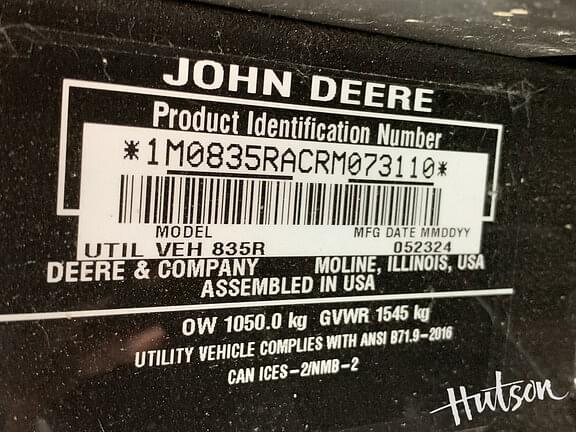 JOHN DEERE
Product Identification Number
*1M0835RACRM073110*
MODEL MFG DATE MMDDYY
UTIL VEH 835R 052324
DEERE & COMPANY MOLINE, ILLINOIS, USA
ASSEMBLED IN USA
OW 1050.0 kg GVWR 1545 kg
UTILITY VEHICLE COMPLIES WITH ANSI B71.9-2016
CAN ICES-2/NMB-2
Hutson